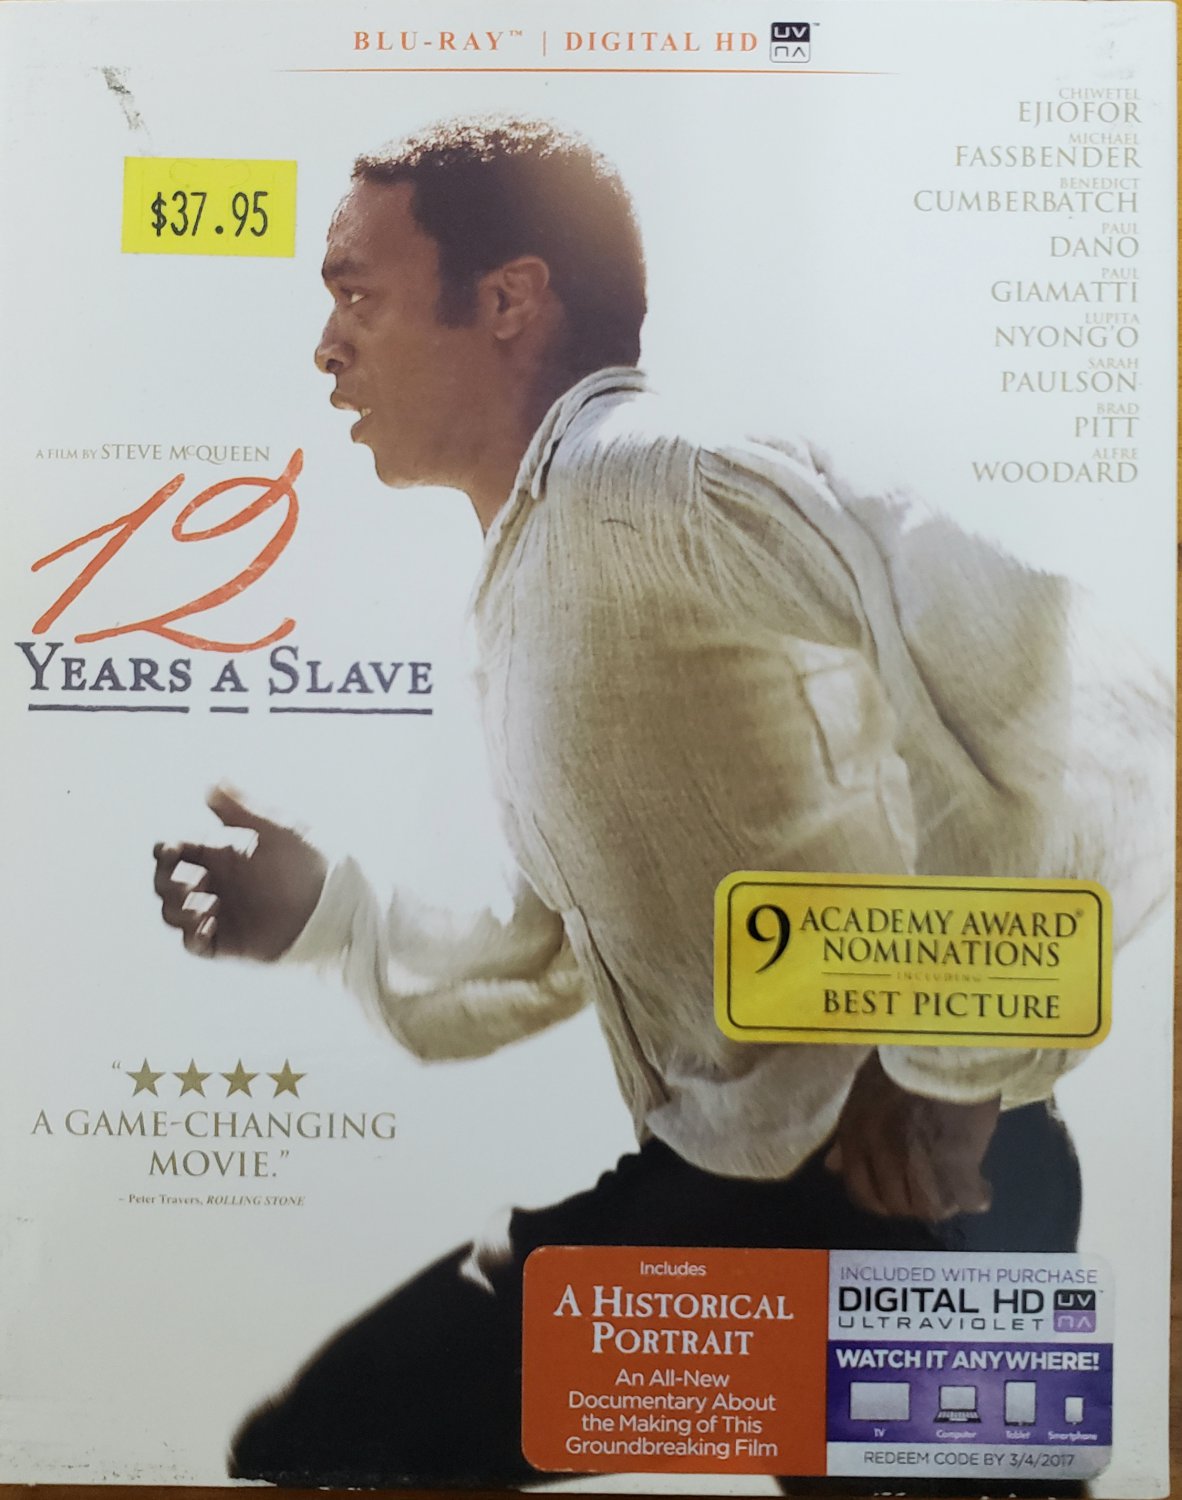 BLU-RAY™ | DIGITAL HD UV™
$37.95
CHIWETEL
EJIOFOR
MICHAEL
FASSBENDER
BENEDICT
CUMBERBATCH
PAUL
DANO
PAUL
GIAMATTI
LUPITA
NYONG'O
SARAH
PAULSON
BRAD
PITT
ALFRE
WOODARD
A FILM BY STEVE McQUEEN
12
YEARS A SLAVE
9 ACADEMY AWARD®
NOMINATIONS
INCLUDING
BEST PICTURE
“★★★★
A GAME-CHANGING
MOVIE.”
– Peter Travers, ROLLING STONE
Includes
A HISTORICAL
PORTRAIT
An All-New
Documentary About
the Making of This
Groundbreaking Film
INCLUDED WITH PURCHASE
DIGITAL HD UV™
ULTRAVIOLET
WATCH IT ANYWHERE!
TV Computer Tablet Smartphone
REDEEM CODE BY 3/4/2017